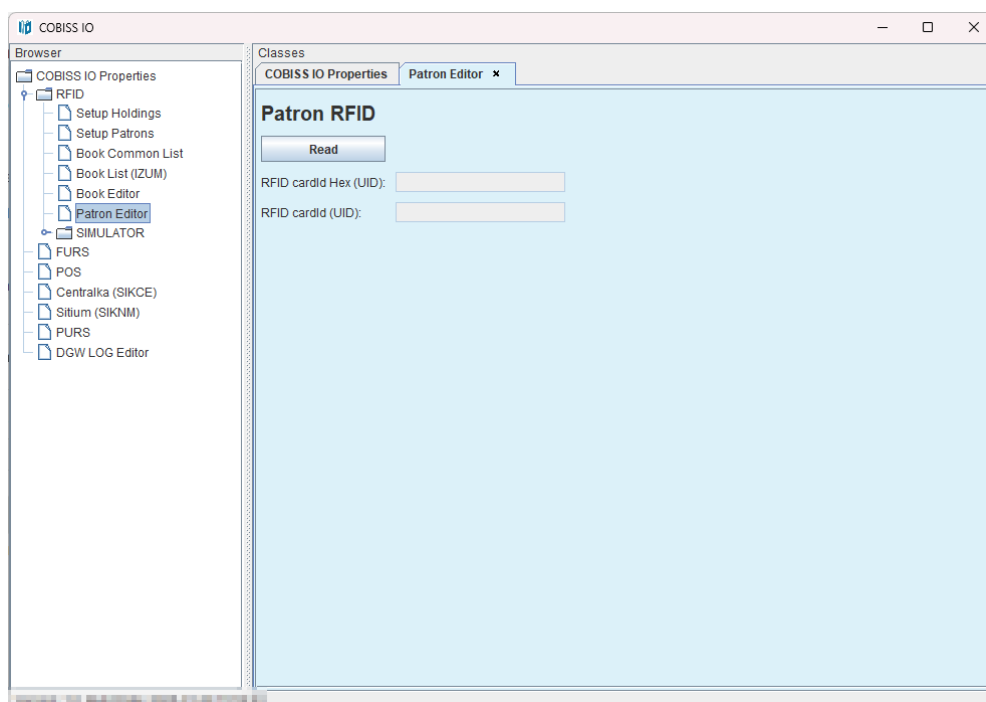 COBISS IO
Browser
COBISS IO Properties
RFID
Setup Holdings
Setup Patrons
Book Common List
Book List (IZUM)
Book Editor
Patron Editor
SIMULATOR
FURS
POS
Centralka (SIKCE)
Sitium (SIKNM)
PURS
DGW LOG Editor
Classes
COBISS IO Properties
Patron Editor
Patron RFID
Read
RFID cardId Hex (UID):
RFID cardId (UID):